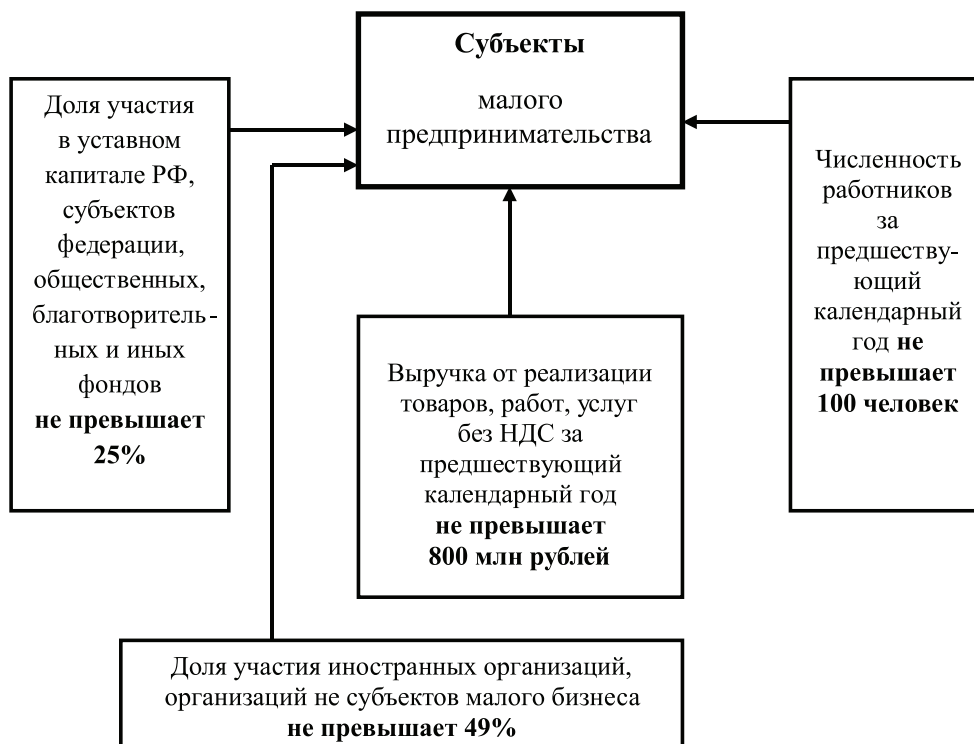 Субъекты
малого
предпринимательства
Доля участия
в уставном
капитале РФ,
субъектов
федерации,
общественных,
благотворитель-
ных и иных
фондов
не превышает
25%
Выручка от реализации
товаров, работ, услуг
без НДС за
предшествующий
календарный год
не превышает
800 млн рублей
Численность
работников
за
предшеству-
ющий
календарный
год не
превышает
100 человек
Доля участия иностранных организаций,
организаций не субъектов малого бизнеса
не превышает 49%